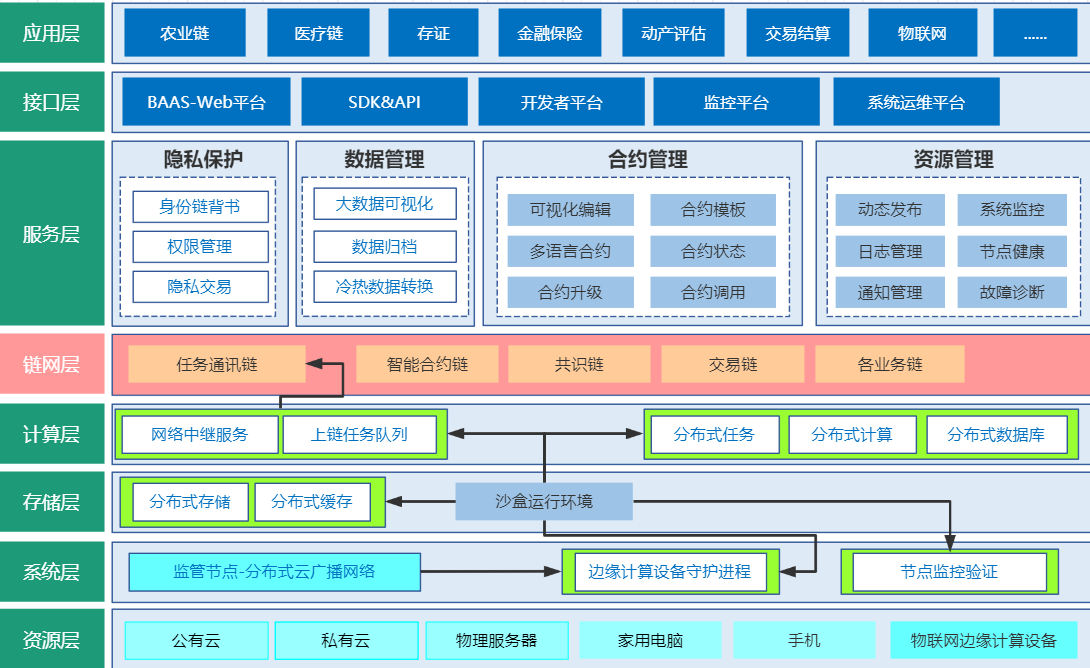 应用层
农业链
医疗链
存证
金融保险
动产评估
交易结算
物联网
......
接口层
BAAS-Web平台
SDK&API
开发者平台
监控平台
系统运维平台
服务层
隐私保护
身份链背书
权限管理
隐私交易
数据管理
大数据可视化
数据归档
冷热数据转换
合约管理
可视化编辑
合约模板
多语言合约
合约状态
合约升级
合约调用
资源管理
动态发布
系统监控
日志管理
节点健康
通知管理
故障诊断
链网层
任务通讯链
智能合约链
共识链
交易链
各业务链
计算层
网络中继服务
上链任务队列
分布式任务
分布式计算
分布式数据库
存储层
分布式存储
分布式缓存
沙盒运行环境
系统层
监管节点-分布式云广播网络
边缘计算设备守护进程
节点监控验证
资源层
公有云
私有云
物理服务器
家用电脑
手机
物联网边缘计算设备